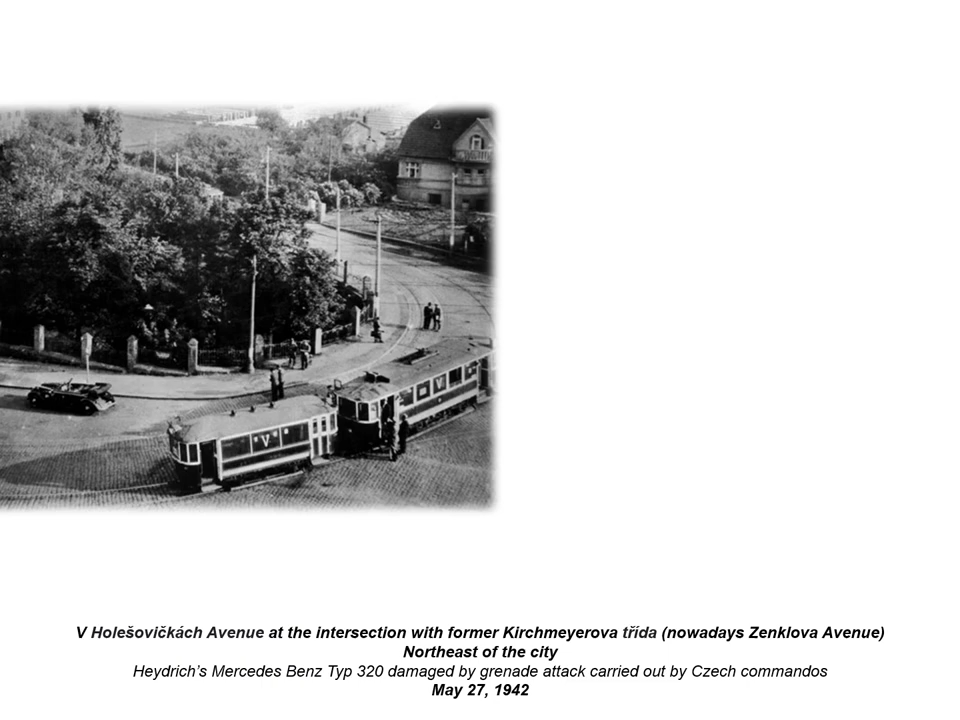 "V"
V Holešovičkách Avenue at the intersection with former Kirchmeyerova třída (nowadays Zenklova Avenue)
Northeast of the city
Heydrich’s Mercedes Benz Typ 320 damaged by grenade attack carried out by Czech commandos
May 27, 1942